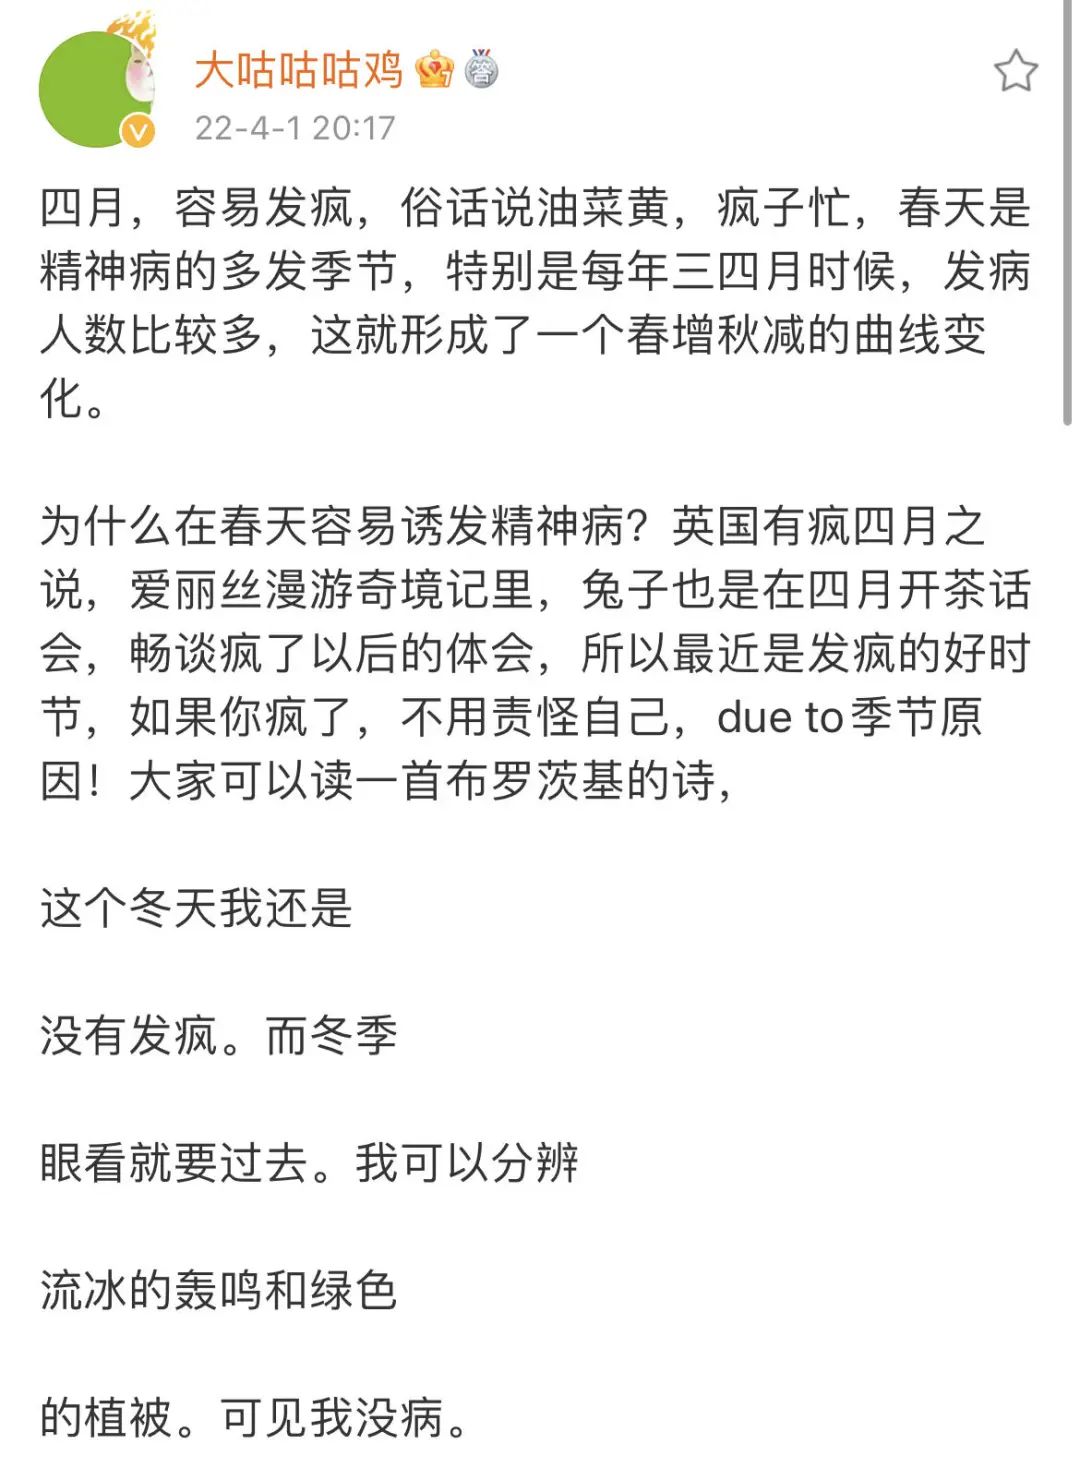 大咕咕咕鸡
22-4-1 20:17
四月，容易发疯，俗话说油菜黄，疯子忙，春天是
精神病的多发季节，特别是每年三四月时候，发病
人数比较多，这就形成了一个春增秋减的曲线变
化。
为什么在春天容易诱发精神病？英国有疯四月之
说，爱丽丝漫游奇境记里，兔子也是在四月开茶话
会，畅谈疯了以后的体会，所以最近是发疯的好时
节，如果你疯了，不用责怪自己，due to季节原
因！大家可以读一首布罗茨基的诗，
这个冬天我还是
没有发疯。而冬季
眼看就要过去。我可以分辨
流冰的轰鸣和绿色
的植被。可见我没病。